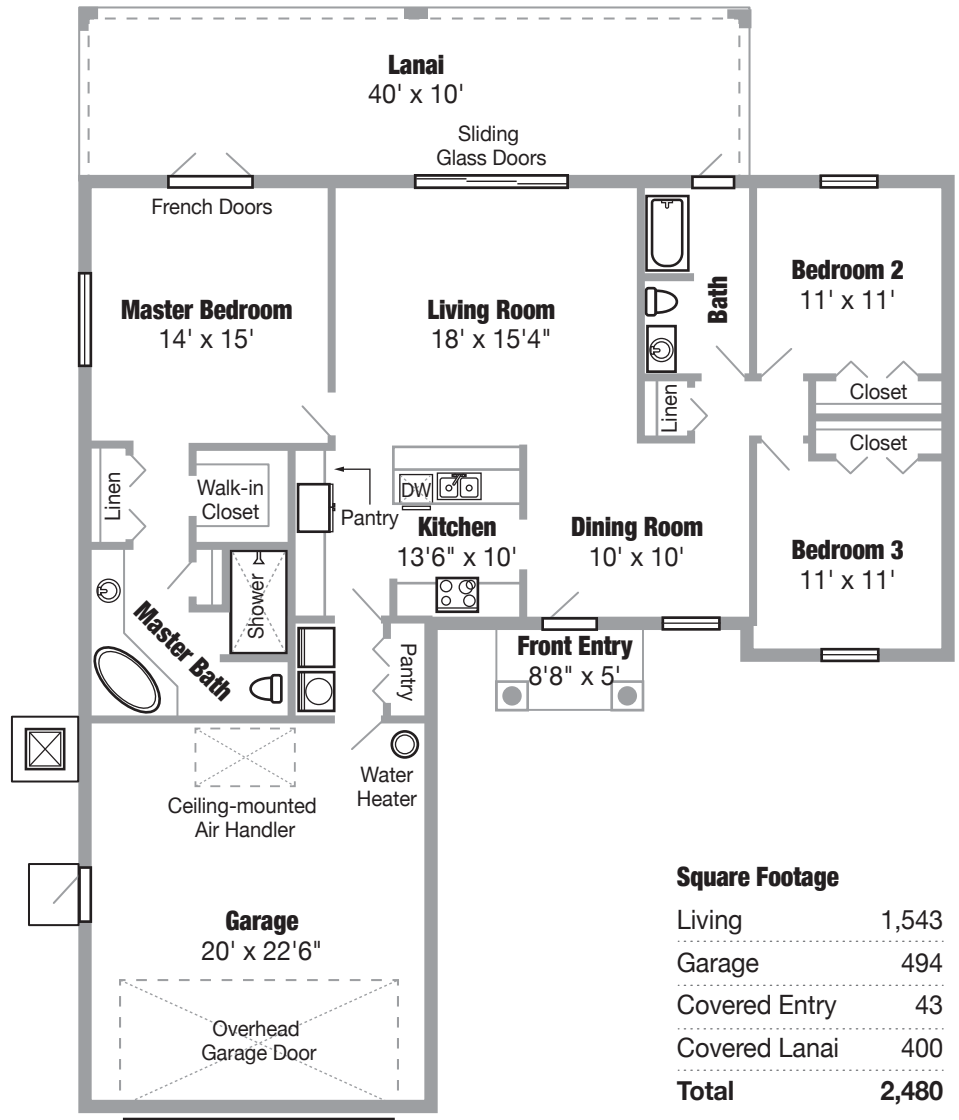 Lanai
40' x 10'
Sliding
Glass Doors
French Doors
Master Bedroom
14' x 15'
Living Room
18' x 15'4"
Bath
Bedroom 2
11' x 11'
Linen
Closet
Closet
Linen
Walk-in
Closet
Pantry
DW
Kitchen
13'6" x 10'
Dining Room
10' x 10'
Bedroom 3
11' x 11'
Shower
Master Bath
Pantry
Front Entry
8'8" x 5'
Water
Heater
Ceiling-mounted
Air Handler
Garage
20' x 22'6"
Overhead
Garage Door
Square Footage
Living 1,543
Garage 494
Covered Entry 43
Covered Lanai 400
Total 2,480